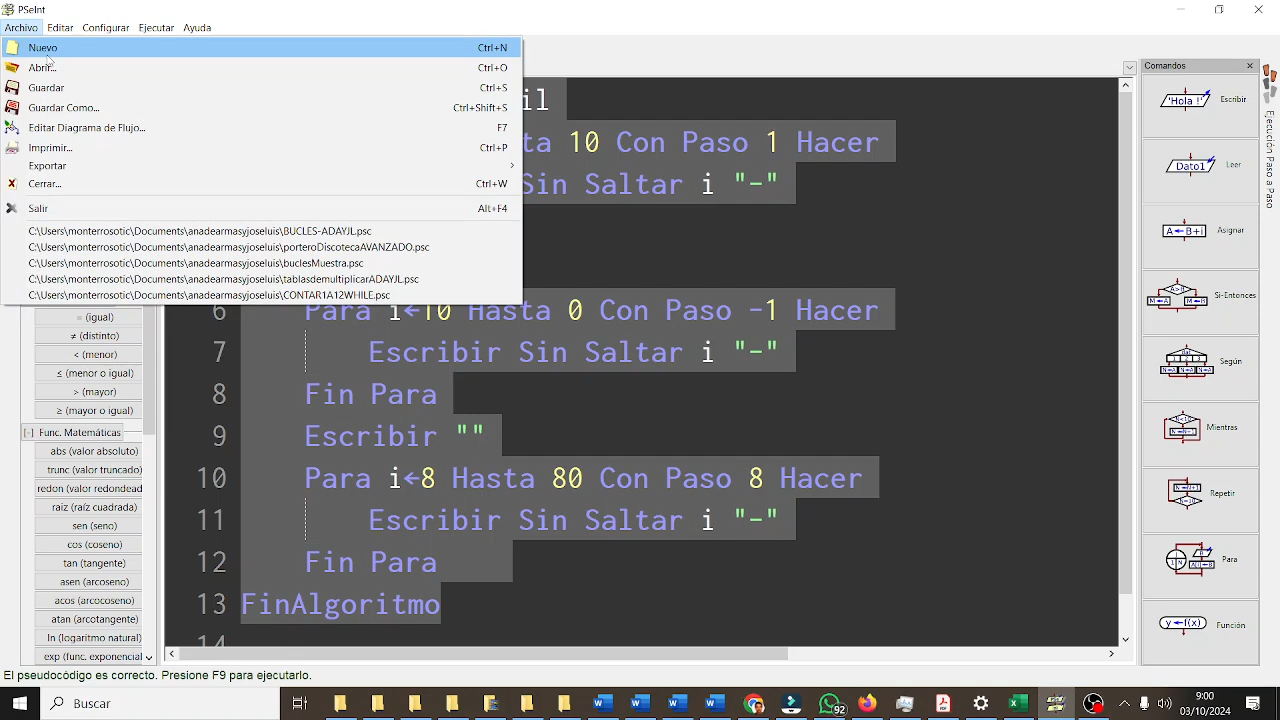 PSeInt
Archivo Editar Configurar Ejecutar Ayuda
Nuevo Ctrl+N
Abrir... Ctrl+O
Guardar Ctrl+S
Guardar Como... Ctrl+Shift+S
Editar Diagrama de Flujo... F7
Imprimir... Ctrl+P
Exportar
Cerrar... Ctrl+W
Salir Alt+F4
C:\Users\monterrosotic\Documents\anadearmasyjoseluis\BUCLES-ADAYJL.psc
C:\Users\monterrosotic\Documents\anadearmasyjoseluis\porteroDiscotecaAVANZADO.psc
C:\Users\monterrosotic\Documents\anadearmasyjoseluis\buclesMuestra.psc
C:\Users\monterrosotic\Documents\anadearmasyjoseluis\tablasdemultiplicarADAYJL.psc
C:\Users\monterrosotic\Documents\anadearmasyjoseluis\CONTAR1A12WHILE.psc
= (igual)
≠ (distinto)
< (menor)
≤ (menor o igual)
> (mayor)
≥ (mayor o igual)
[-] Func. Matemáticas
abs (valor absoluto)
trunc (valor truncado)
redon (valor redondea
raiz (raíz cuadrada)
sen (seno)
cos (coseno)
tan (tangente)
asen (arcoseno)
acos (arcocoseno)
atan (arcotangente)
ln (logaritmo natural)
exp (func. exponencial
il
ta 10 Con Paso 1 Hacer
Sin Saltar i "-"
6 Para i←10 Hasta 0 Con Paso -1 Hacer
7 Escribir Sin Saltar i "-"
8 Fin Para
9 Escribir ""
10 Para i←8 Hasta 80 Con Paso 8 Hacer
11 Escribir Sin Saltar i "-"
12 Fin Para
13 FinAlgoritmo
14
Comandos
'Hola !' Escribir
Dato1 Leer
A←B+i Asignar
Si-Entonces
Según
Mientras
Repetir
Para
y←f(x) Función
Ejecución Paso a Paso
El pseudocódigo es correcto. Presione F9 para ejecutarlo.
Buscar
92
9:00
03/10/2024